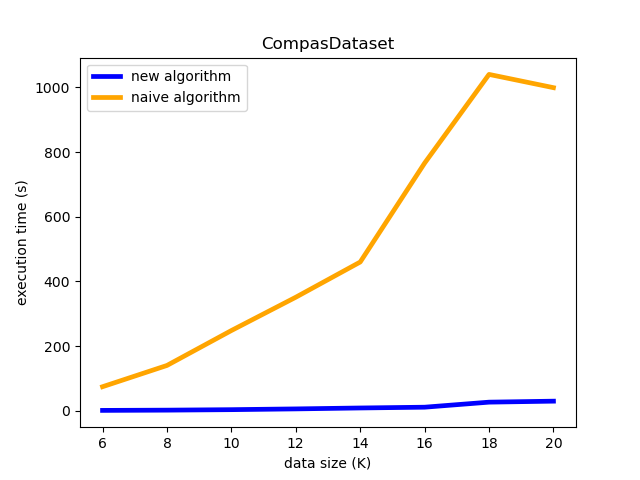 CompasDataset
new algorithm
naive algorithm
execution time (s)
1000
800
600
400
200
0
6 8 10 12 14 16 18 20
data size (K)